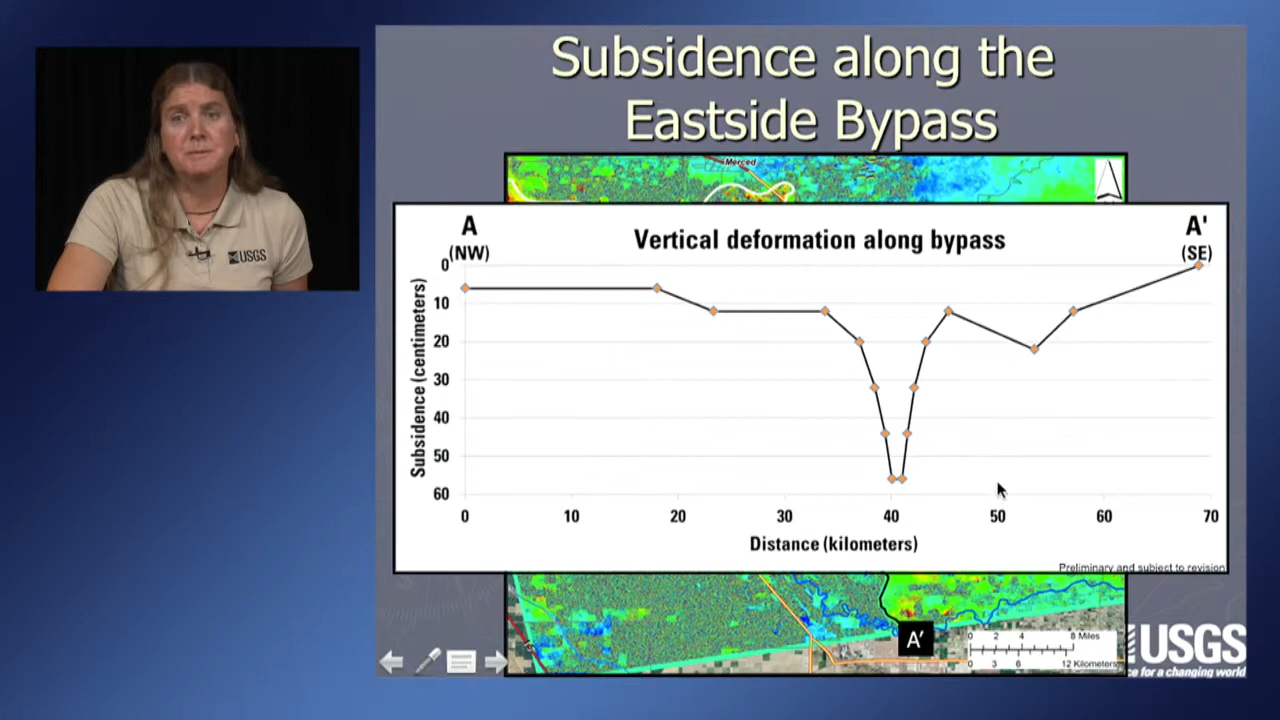 Subsidence along the
Eastside Bypass
Merced
A
(NW)
Vertical deformation along bypass
A'
(SE)
Subsidence (centimeters)
0
10
20
30
40
50
60
0 10 20 30 40 50 60 70
Distance (kilometers)
Preliminary and subject to revision
A'
0 2 4 8 Miles
0 3 6 12 Kilometers
USGS
ce for a changing world
USGS